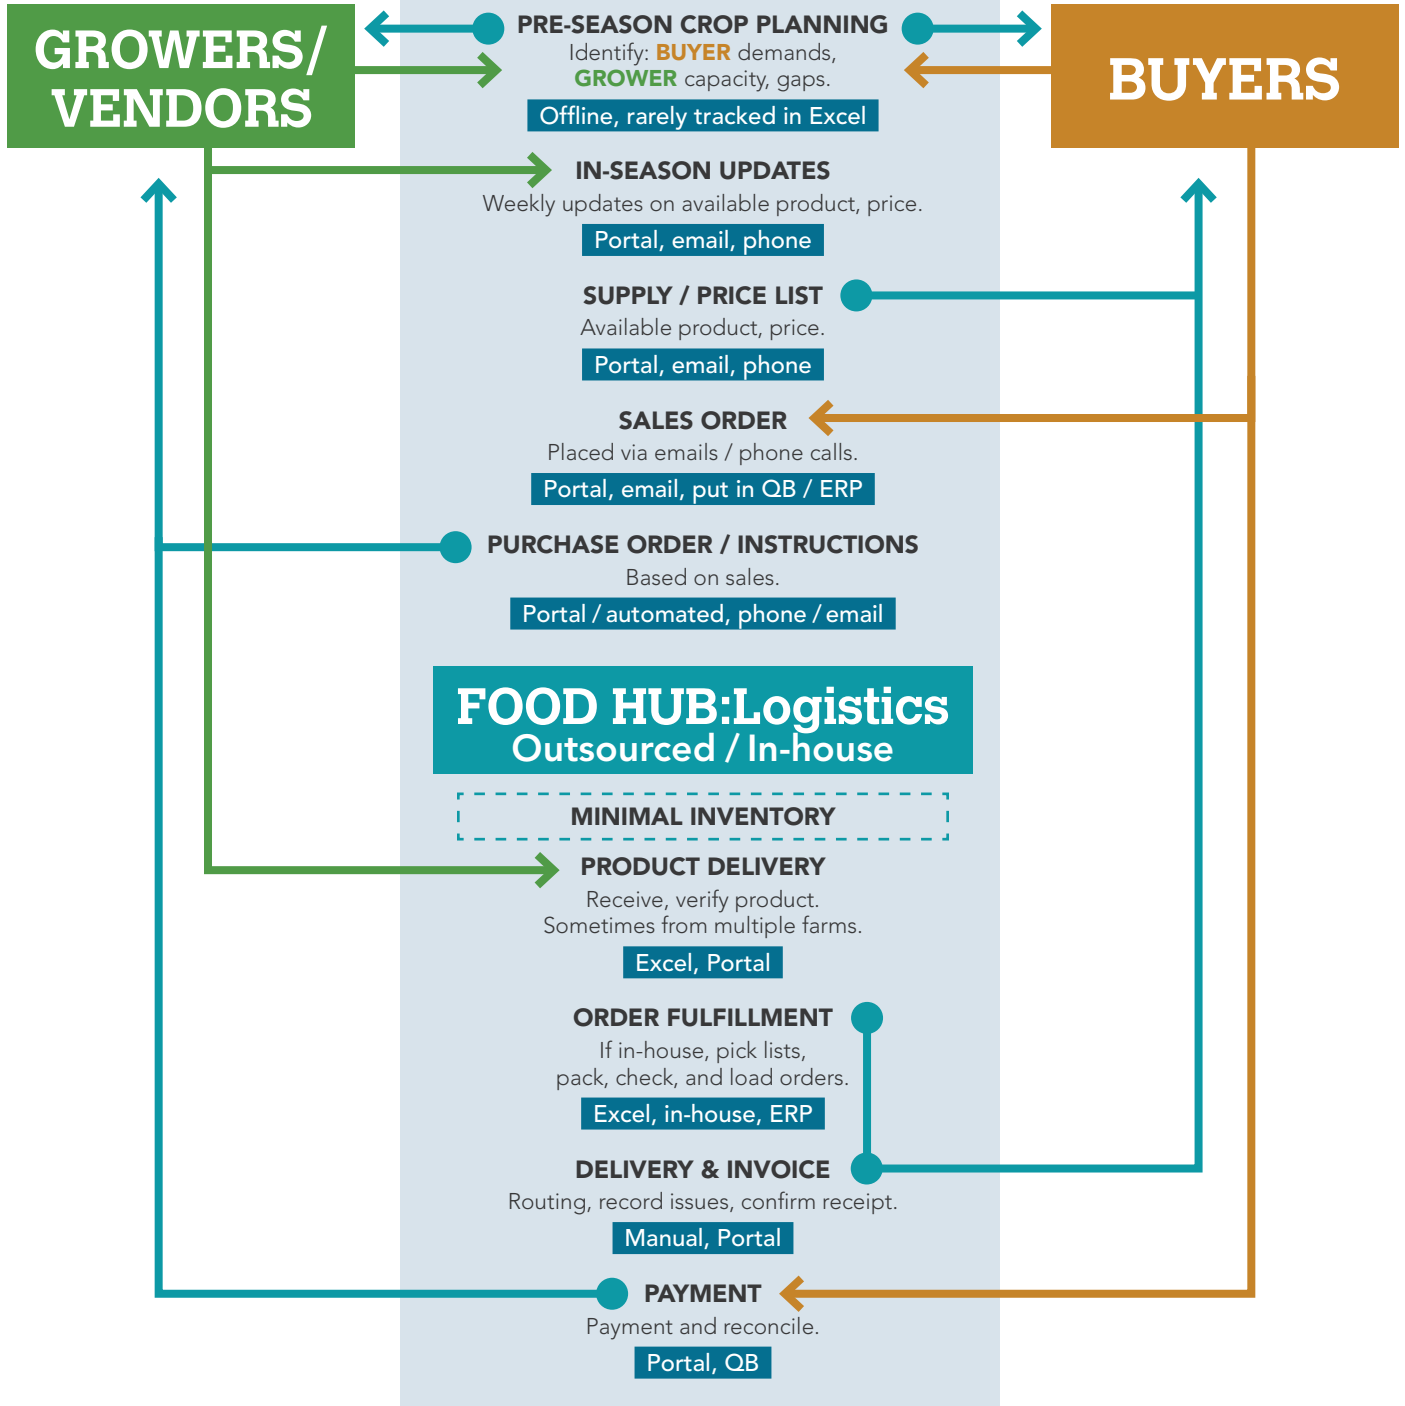 GROWERS/
VENDORS
PRE-SEASON CROP PLANNING
Identify: BUYER demands,
GROWER capacity, gaps.
Offline, rarely tracked in Excel
BUYERS
IN-SEASON UPDATES
Weekly updates on available product, price.
Portal, email, phone
SUPPLY / PRICE LIST
Available product, price.
Portal, email, phone
SALES ORDER
Placed via emails / phone calls.
Portal, email, put in QB / ERP
PURCHASE ORDER / INSTRUCTIONS
Based on sales.
Portal / automated, phone / email
FOOD HUB:Logistics
Outsourced / In-house
MINIMAL INVENTORY
PRODUCT DELIVERY
Receive, verify product.
Sometimes from multiple farms.
Excel, Portal
ORDER FULFILLMENT
If in-house, pick lists,
pack, check, and load orders.
Excel, in-house, ERP
DELIVERY & INVOICE
Routing, record issues, confirm receipt.
Manual, Portal
PAYMENT
Payment and reconcile.
Portal, QB